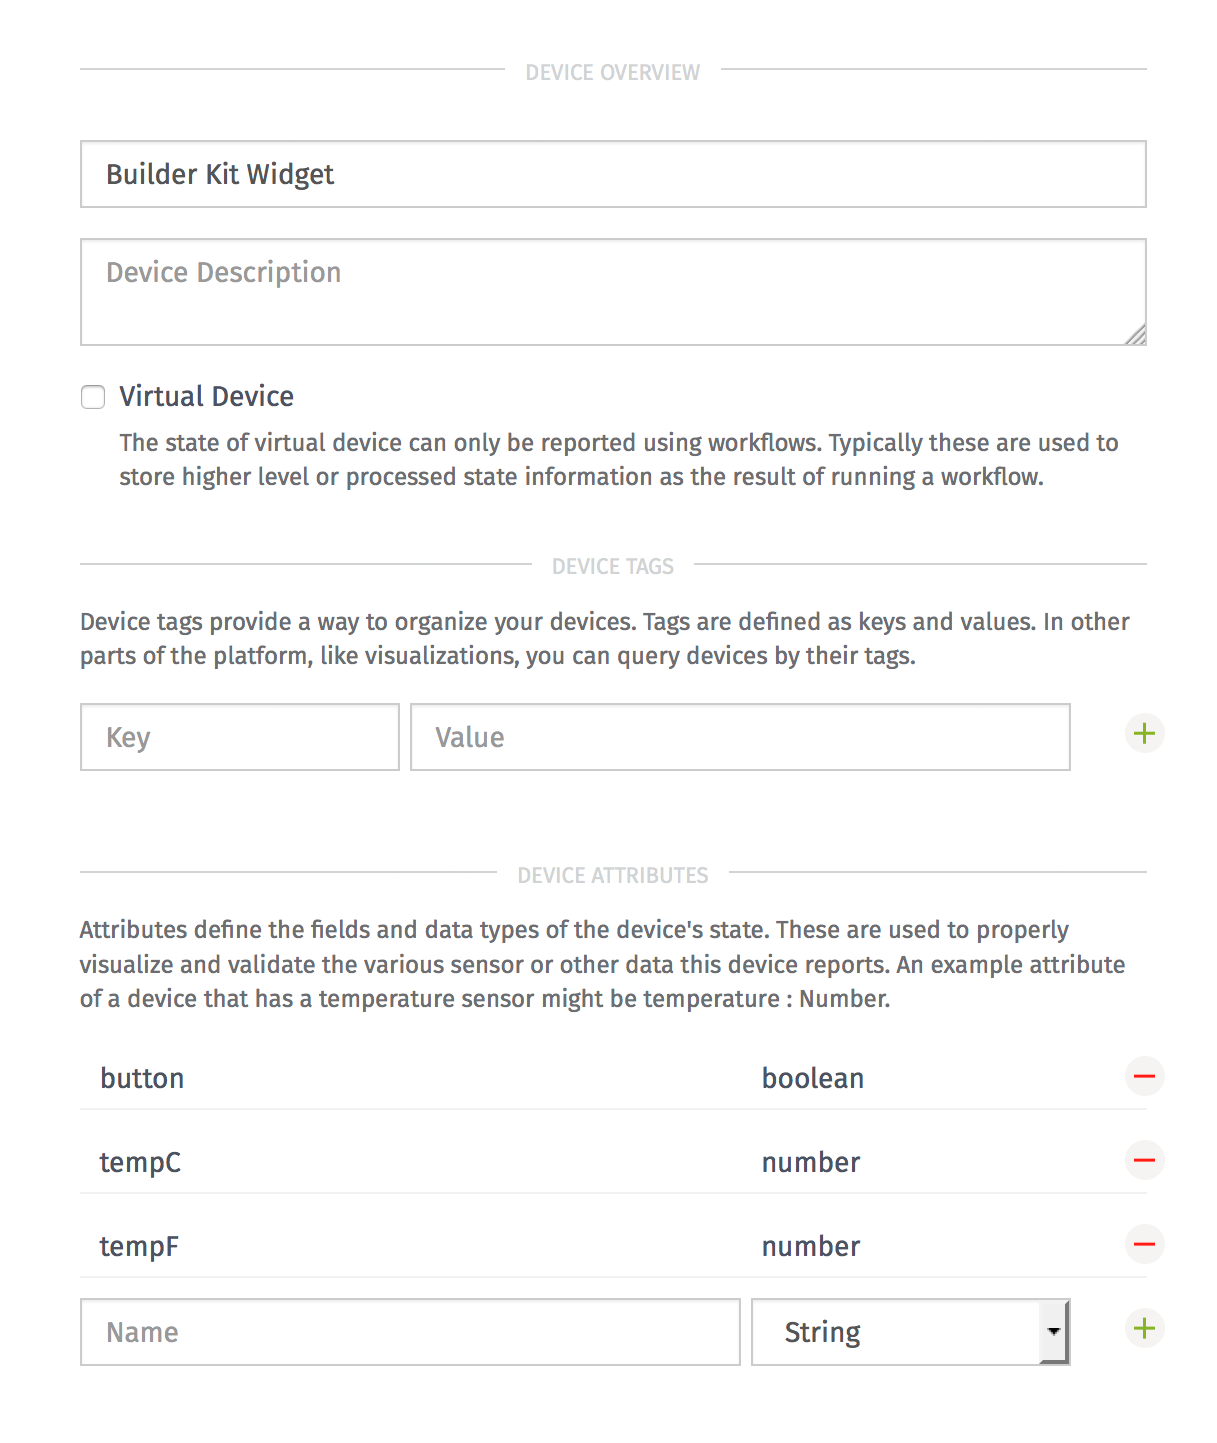 DEVICE OVERVIEW
Builder Kit Widget
Device Description
Virtual Device
The state of virtual device can only be reported using workflows. Typically these are used to
store higher level or processed state information as the result of running a workflow.
DEVICE TAGS
Device tags provide a way to organize your devices. Tags are defined as keys and values. In other
parts of the platform, like visualizations, you can query devices by their tags.
Key Value
DEVICE ATTRIBUTES
Attributes define the fields and data types of the device's state. These are used to properly
visualize and validate the various sensor or other data this device reports. An example attribute
of a device that has a temperature sensor might be temperature : Number.
button boolean
tempC number
tempF number
Name String